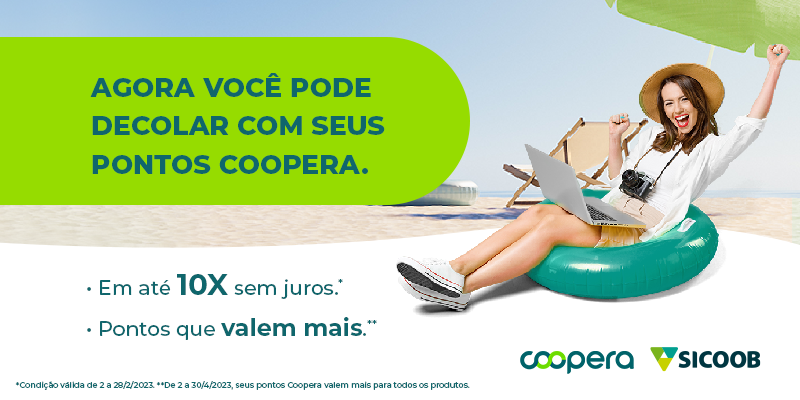 AGORA VOCÊ PODE
DECOLAR COM SEUS
PONTOS COOPERA.
• Em até 10X sem juros.*
• Pontos que valem mais.**
coopera SICOOB
*Condição válida de 2 a 28/2/2023. **De 2 a 30/4/2023, seus pontos Coopera valem mais para todos os produtos.